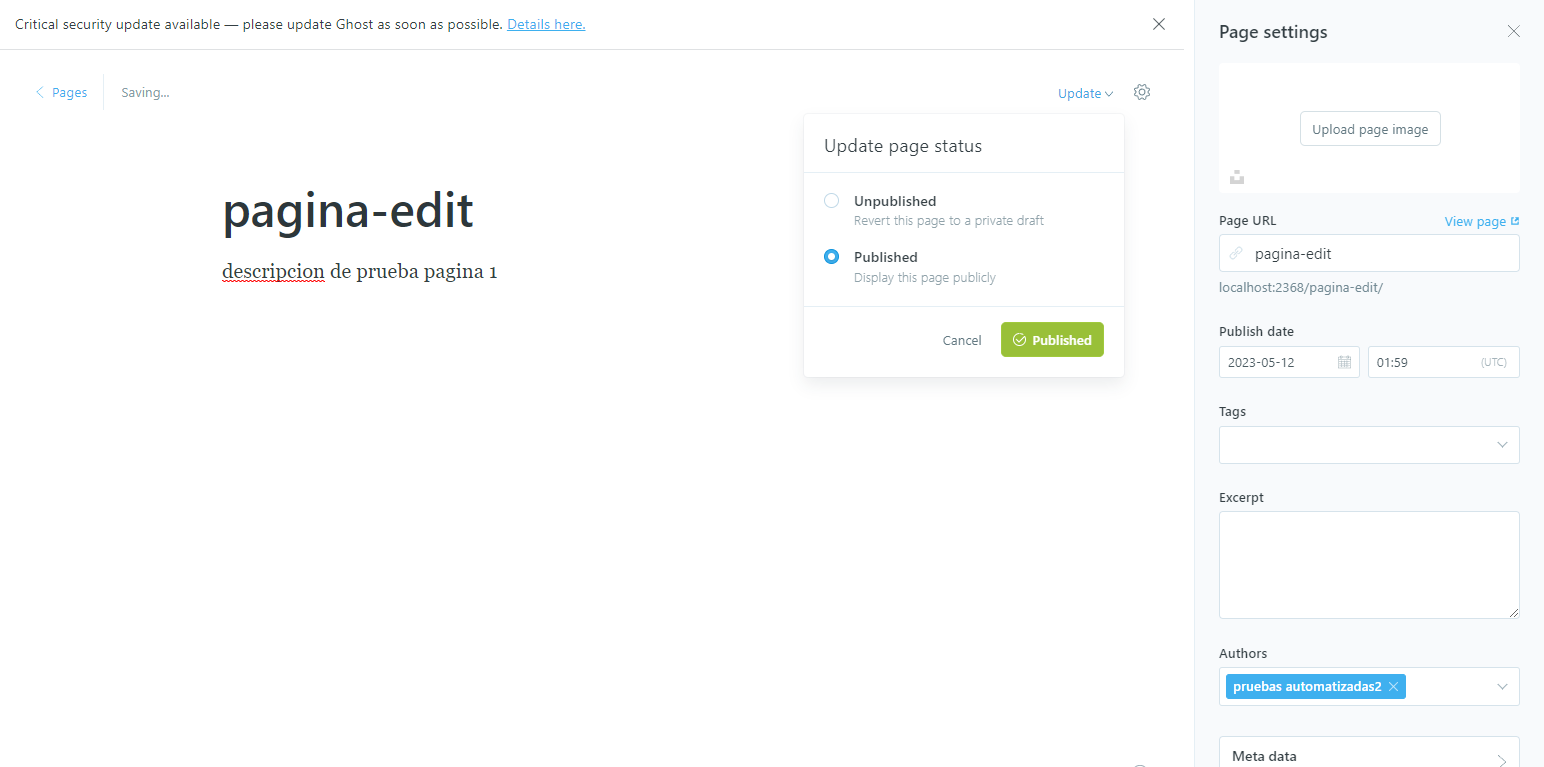 Critical security update available — please update Ghost as soon as possible. Details here.
Pages
Saving...
Update
Update page status
Unpublished
Revert this page to a private draft
Published
Display this page publicly
Cancel
Published
pagina-edit
descripcion de prueba pagina 1
Page settings
Upload page image
Page URL
View page
pagina-edit
localhost:2368/pagina-edit/
Publish date
2023-05-12
01:59
(UTC)
Tags
Excerpt
Authors
pruebas automatizadas2
Meta data